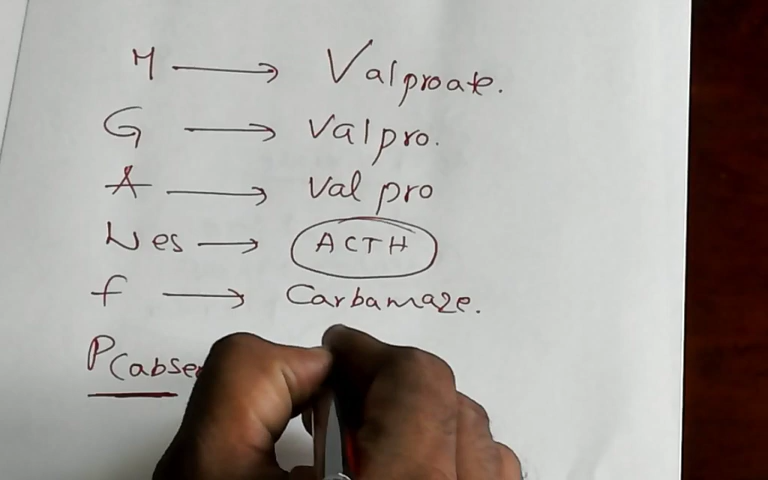 M → Valproate.
G → Valpro.
A → Val pro
Wes → ACTH
f → Carbamaze.
P(abse